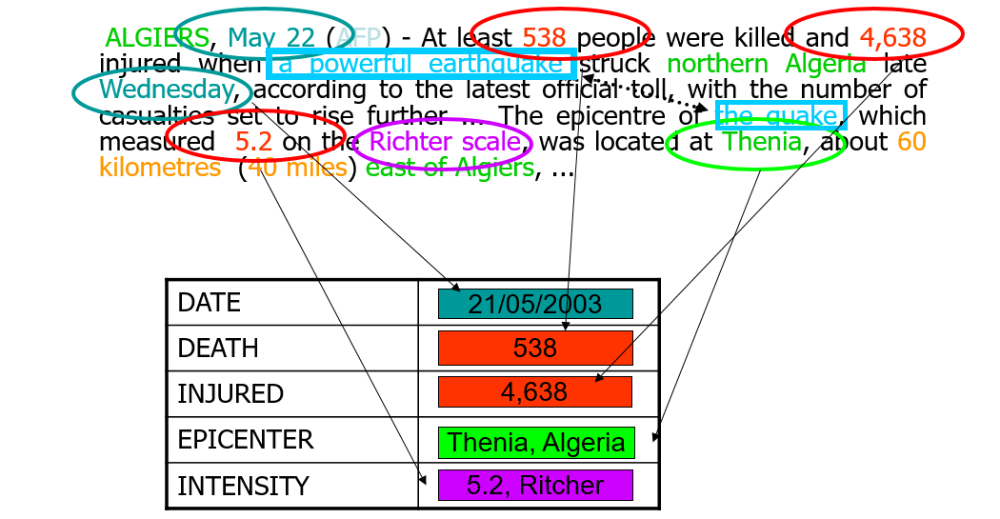 ALGIERS, May 22 (AFP) - At least 538 people were killed and 4,638
injured when a powerful earthquake struck northern Algeria late
Wednesday, according to the latest official toll, with the number of
casualties set to rise further ... The epicentre of the quake, which
measured 5.2 on the Richter scale, was located at Thenia, about 60
kilometres (40 miles) east of Algiers, ...
DATE 21/05/2003
DEATH 538
INJURED 4,638
EPICENTER Thenia, Algeria
INTENSITY 5.2, Ritcher